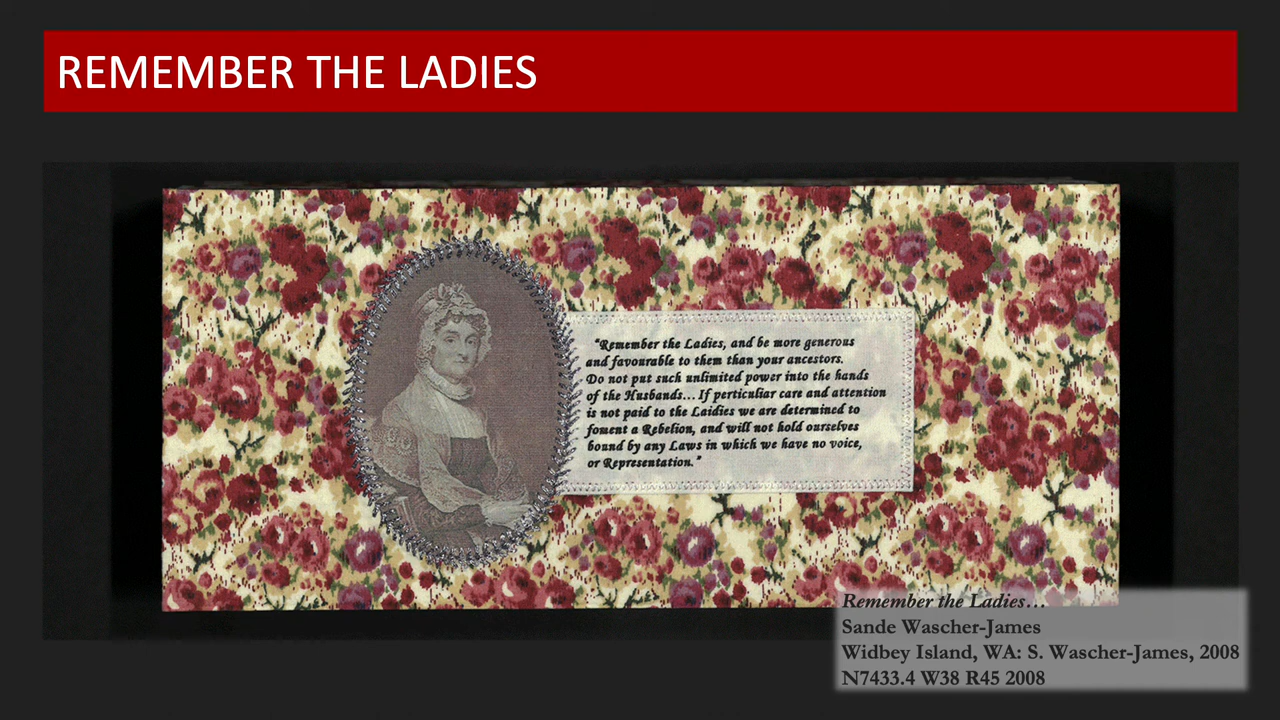 REMEMBER THE LADIES
“Remember the Ladies, and be more generous
and favourable to them than your ancestors.
Do not put such unlimited power into the hands
of the Husbands... If perticuliar care and attention
is not paid to the Laidies we are determined to
foment a Rebelion, and will not hold ourselves
bound by any Laws in which we have no voice,
or Representation.”
Remember the Ladies…
Sande Wascher-James
Widbey Island, WA: S. Wascher-James, 2008
N7433.4 W38 R45 2008